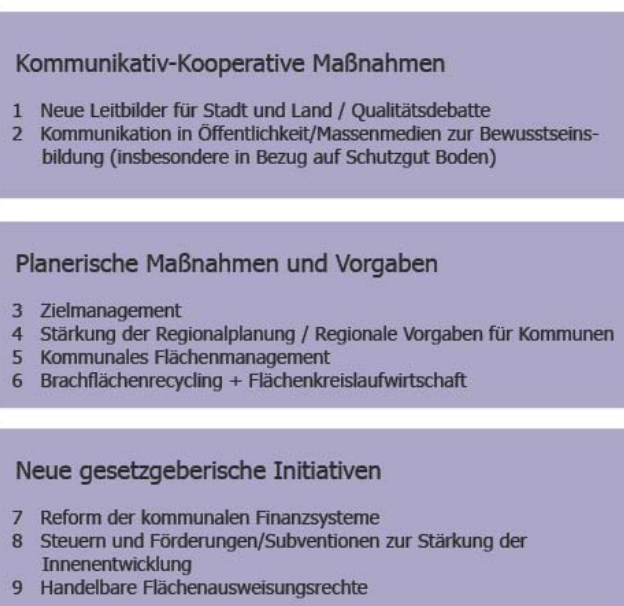 Kommunikativ-Kooperative Maßnahmen
1 Neue Leitbilder für Stadt und Land / Qualitätsdebatte
2 Kommunikation in Öffentlichkeit/Massenmedien zur Bewusstseins-
bildung (insbesondere in Bezug auf Schutzgut Boden)
Planerische Maßnahmen und Vorgaben
3 Zielmanagement
4 Stärkung der Regionalplanung / Regionale Vorgaben für Kommunen
5 Kommunales Flächenmanagement
6 Brachflächenrecycling + Flächenkreislaufwirtschaft
Neue gesetzgeberische Initiativen
7 Reform der kommunalen Finanzsysteme
8 Steuern und Förderungen/Subventionen zur Stärkung der
Innenentwicklung
9 Handelbare Flächenausweisungsrechte